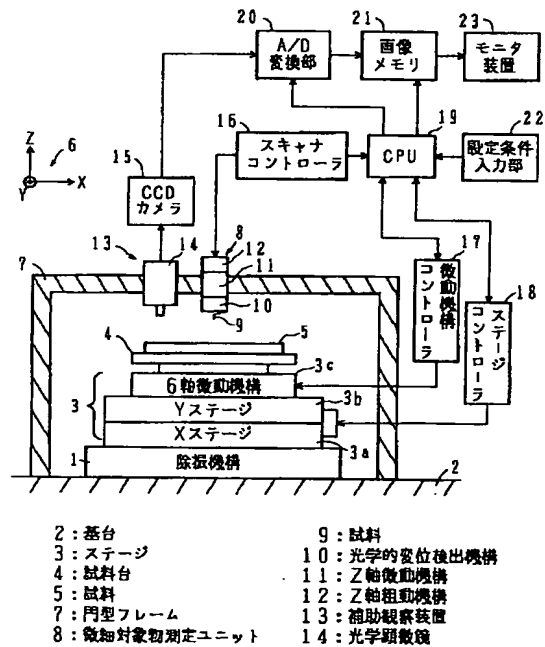 20
A/D
変換部
21
画像
メモリ
23
モニタ
装置
16
スキャナ
コントローラ
19
CPU
22
設定条件
入力部
Z
6
Y
X
15
CCD
カメラ
13
14
8
12
11
10
9
7
17
微動機構
コントローラ
18
ステージ
コントローラ
4
5
3c
6軸微動機構
3
Yステージ
3b
Xステージ
3a
1
除振機構
2
2:基台
3:ステージ
4:試料台
5:試料
7:門型フレーム
8:微細対象物測定ユニット
9:試料
10:光学的変位検出機構
11:Z軸微動機構
12:Z軸粗動機構
13:補助観察装置
14:光学顕微鏡